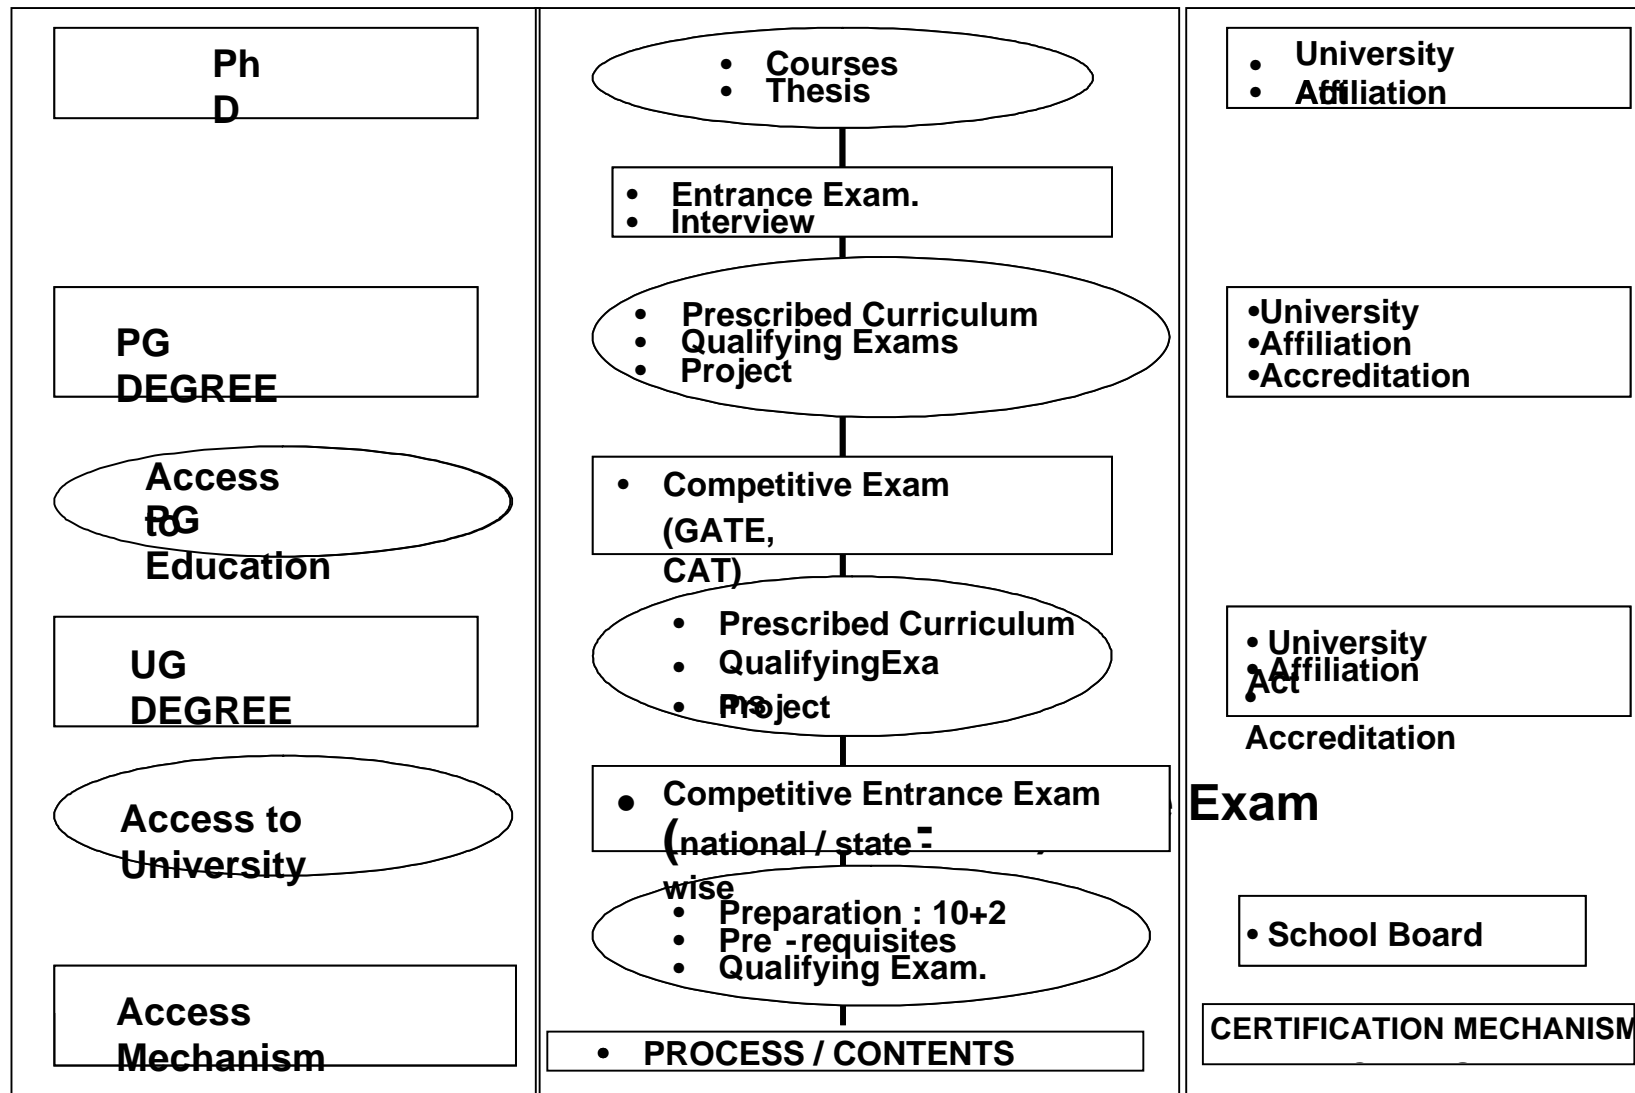 Ph
D
PG
DEGREE
Access
to
PG
Education
UG
DEGREE
Access to
University
Access
Mechanism
• Courses
• Thesis
• Entrance Exam.
• Interview
• Prescribed Curriculum
• Qualifying Exams
• Project
• Competitive Exam
(GATE,
CAT)
• Prescribed Curriculum
• QualifyingExa
ms
• Project
• Competitive Entrance Exam
(national / state -
wise
• Preparation : 10+2
• Pre -requisites
• Qualifying Exam.
• PROCESS / CONTENTS
• University
Act
• Affiliation
•University
•Affiliation
•Accreditation
• University
Act
• Affiliation
•
Accreditation
Exam
• School Board
CERTIFICATION MECHANISM